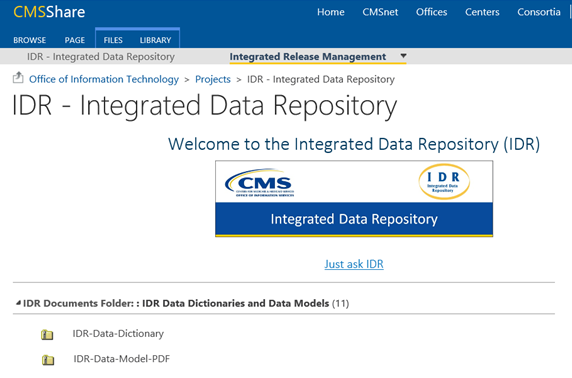 CMSShare
Home CMSnet Offices Centers Consortia
BROWSE PAGE FILES LIBRARY
IDR - Integrated Data Repository Integrated Release Management
Office of Information Technology > Projects > IDR - Integrated Data Repository
IDR - Integrated Data Repository
Welcome to the Integrated Data Repository (IDR)
CMS
CENTERS FOR MEDICARE & MEDICAID SERVICES
OFFICE OF INFORMATION SERVICES
I D R
Integrated Data
Repository
Integrated Data Repository
Just ask IDR
IDR Documents Folder: : IDR Data Dictionaries and Data Models (11)
IDR-Data-Dictionary
IDR-Data-Model-PDF